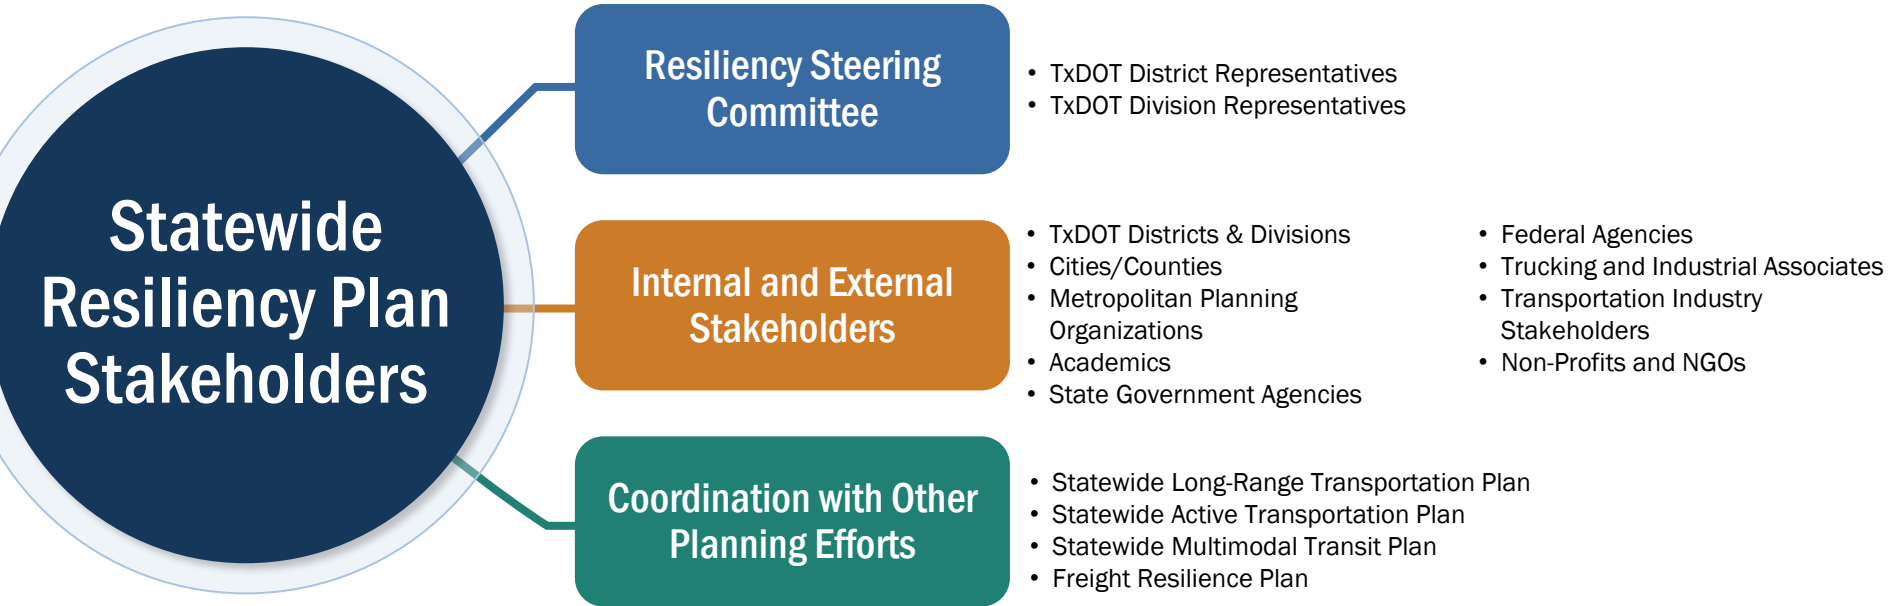 Statewide
Resiliency Plan
Stakeholders
Resiliency Steering
Committee
• TxDOT District Representatives
• TxDOT Division Representatives
Internal and External
Stakeholders
• TxDOT Districts & Divisions
• Cities/Counties
• Metropolitan Planning
Organizations
• Academics
• State Government Agencies
• Federal Agencies
• Trucking and Industrial Associates
• Transportation Industry
Stakeholders
• Non-Profits and NGOs
Coordination with Other
Planning Efforts
• Statewide Long-Range Transportation Plan
• Statewide Active Transportation Plan
• Statewide Multimodal Transit Plan
• Freight Resilience Plan